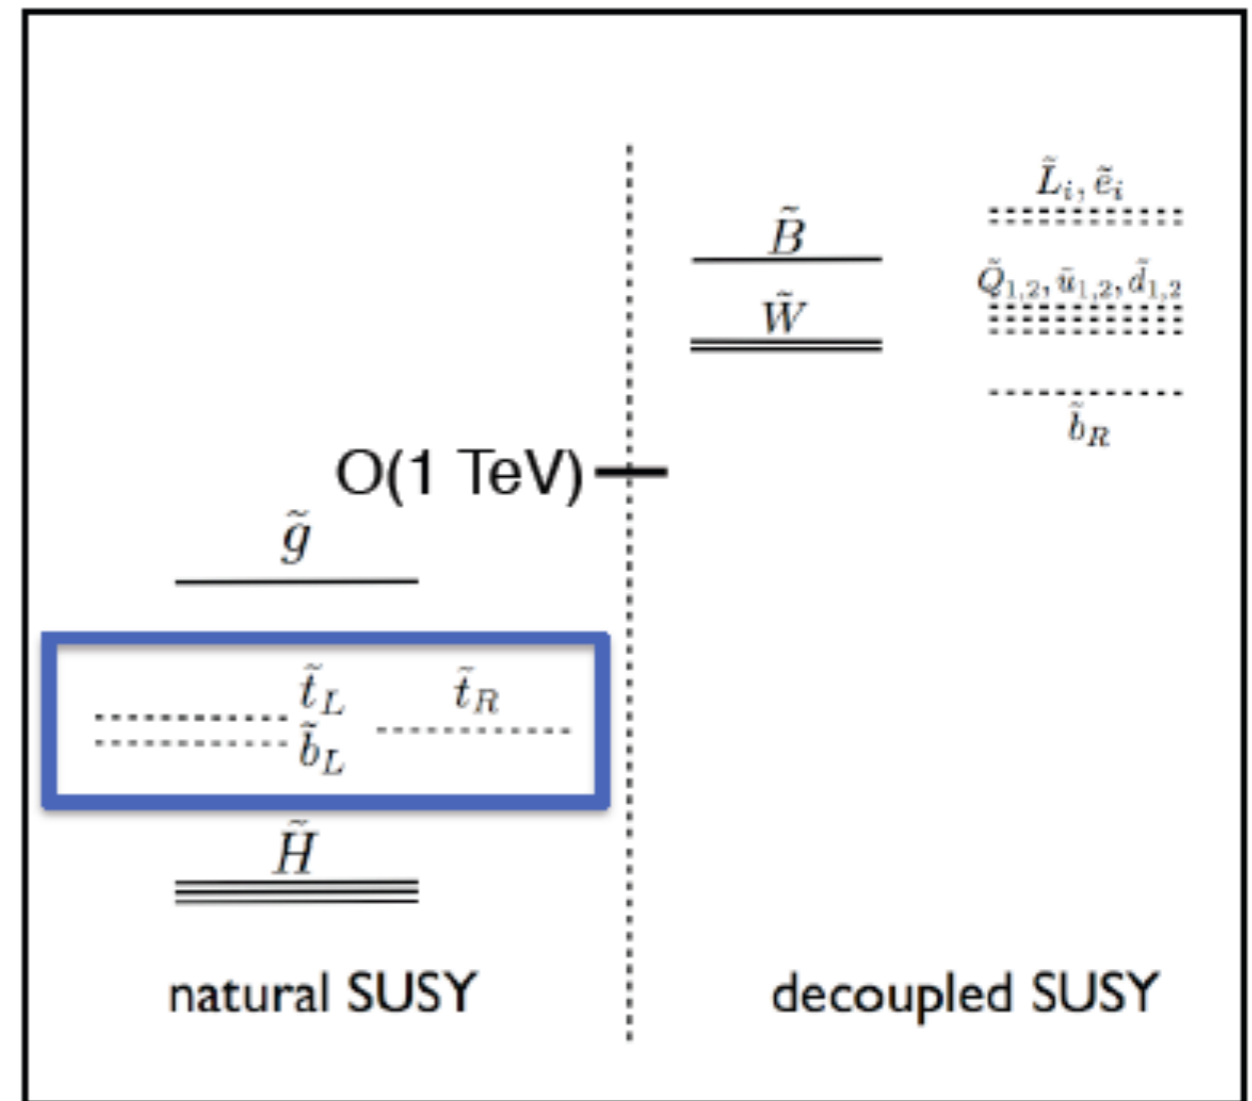 L̃ᵢ, ẽᵢ
B̃
Q̃₁,₂, ũ₁,₂, d̃₁,₂
W̃
b̃_R
O(1 TeV)
g̃
t̃_L
t̃_R
b̃_L
H̃
natural SUSY
decoupled SUSY